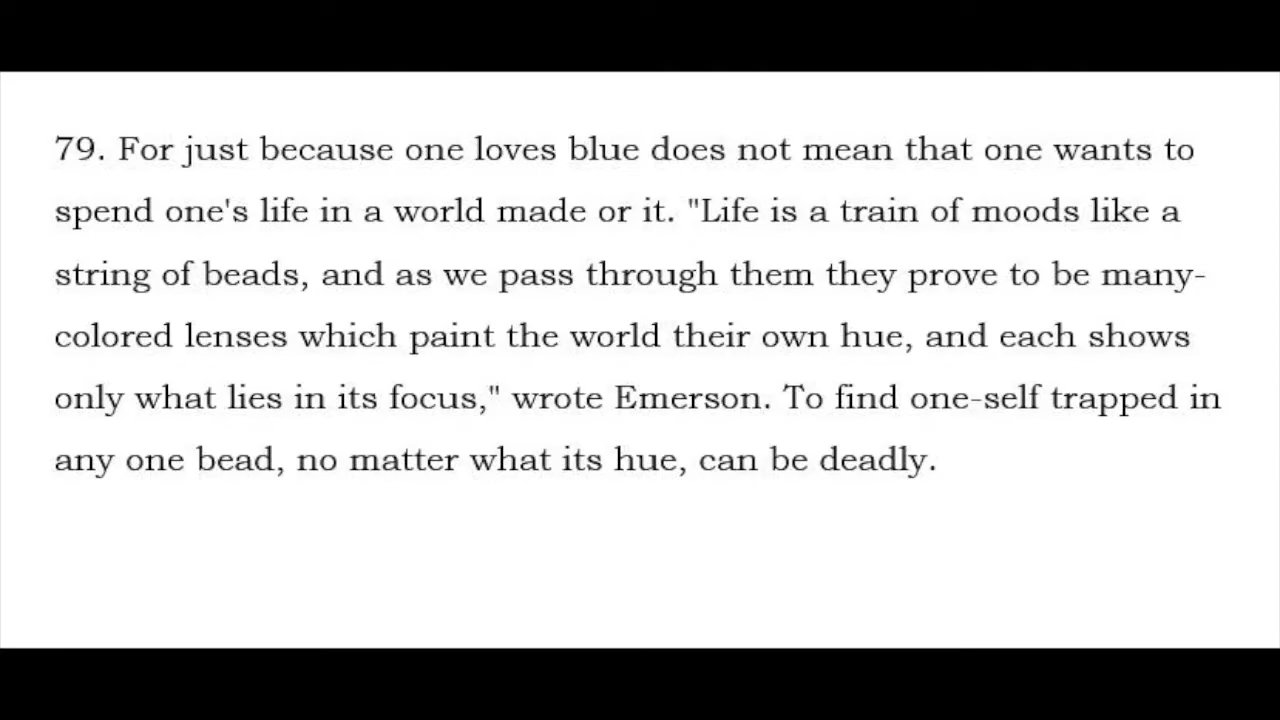 79. For just because one loves blue does not mean that one wants to
spend one's life in a world made or it. "Life is a train of moods like a
string of beads, and as we pass through them they prove to be many-
colored lenses which paint the world their own hue, and each shows
only what lies in its focus," wrote Emerson. To find one-self trapped in
any one bead, no matter what its hue, can be deadly.